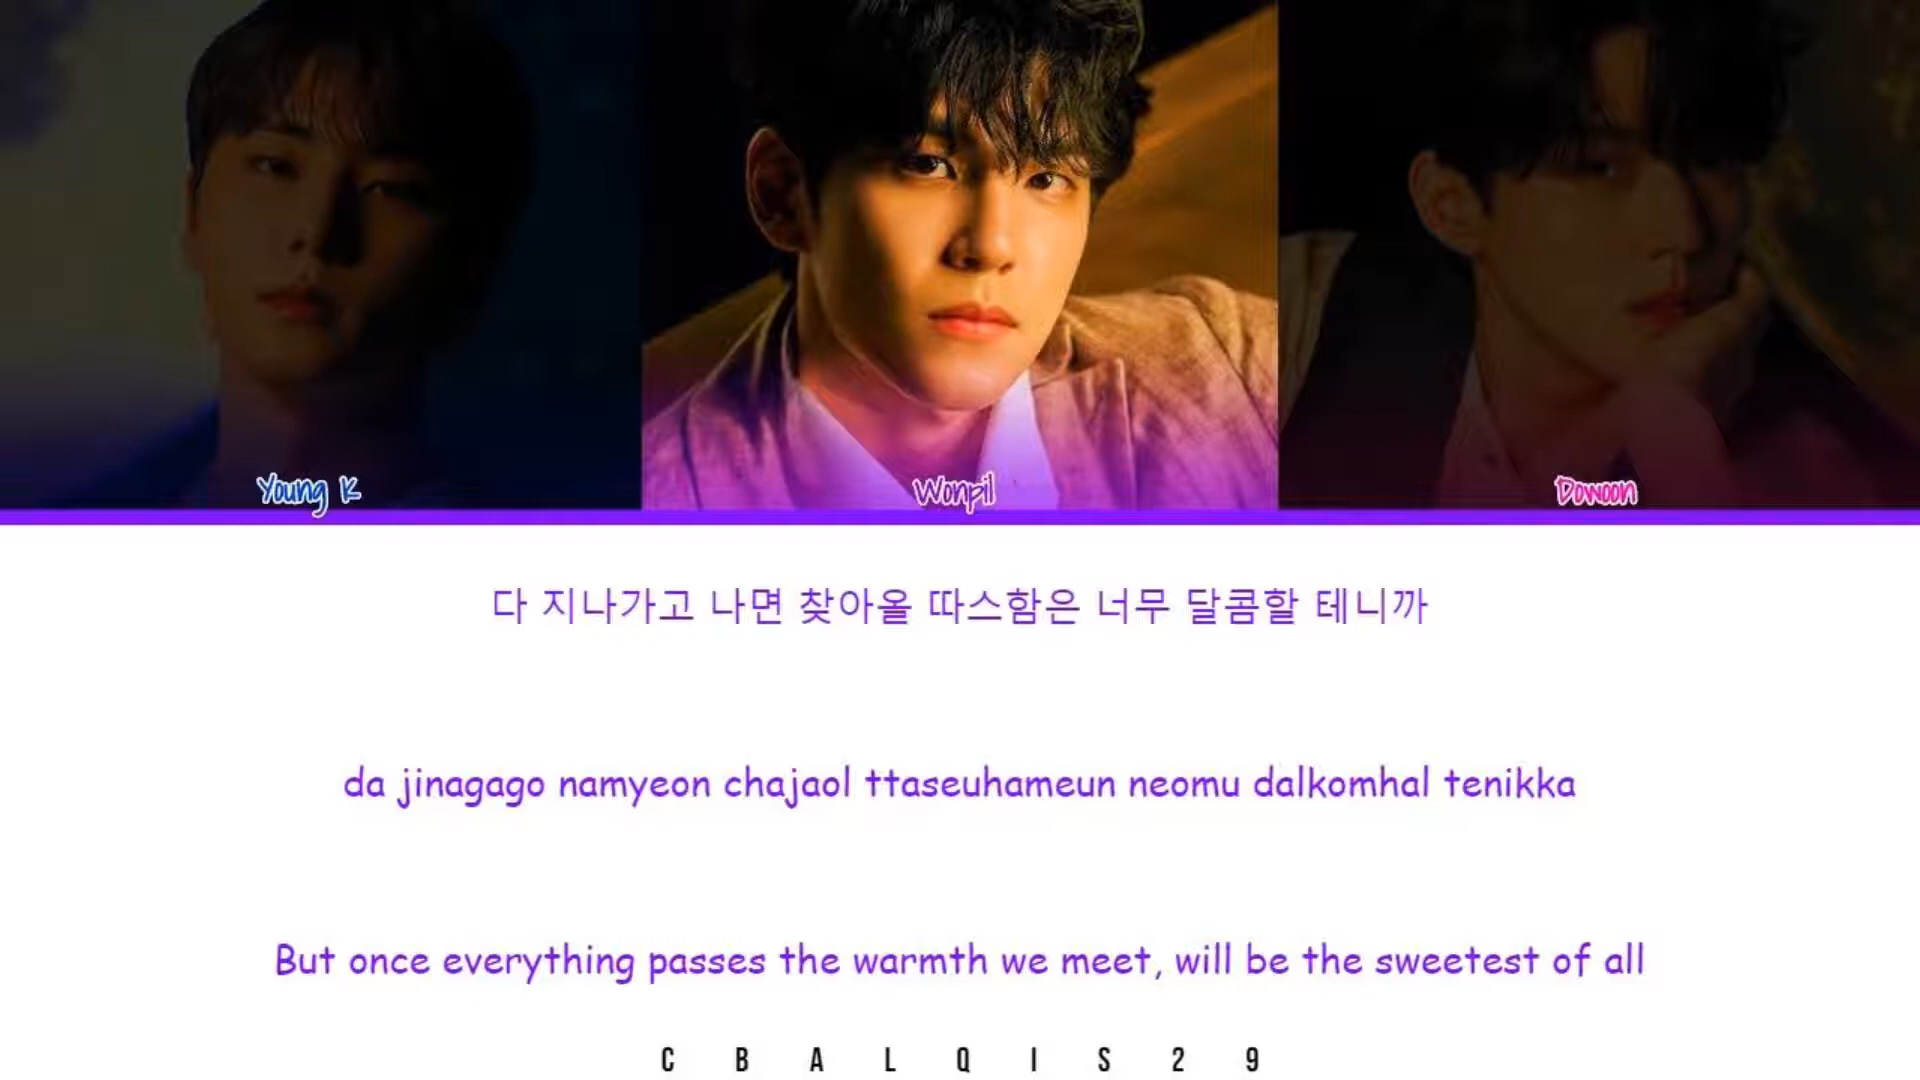 Young K
Wonpil
Dowoon
다 지나가고 나면 찾아올 따스함은 너무 달콤할 테니까
da jinagago namyeon chajaol ttaseuhameun neomu dalkomhal tenikka
But once everything passes the warmth we meet, will be the sweetest of all
CBALQIS29